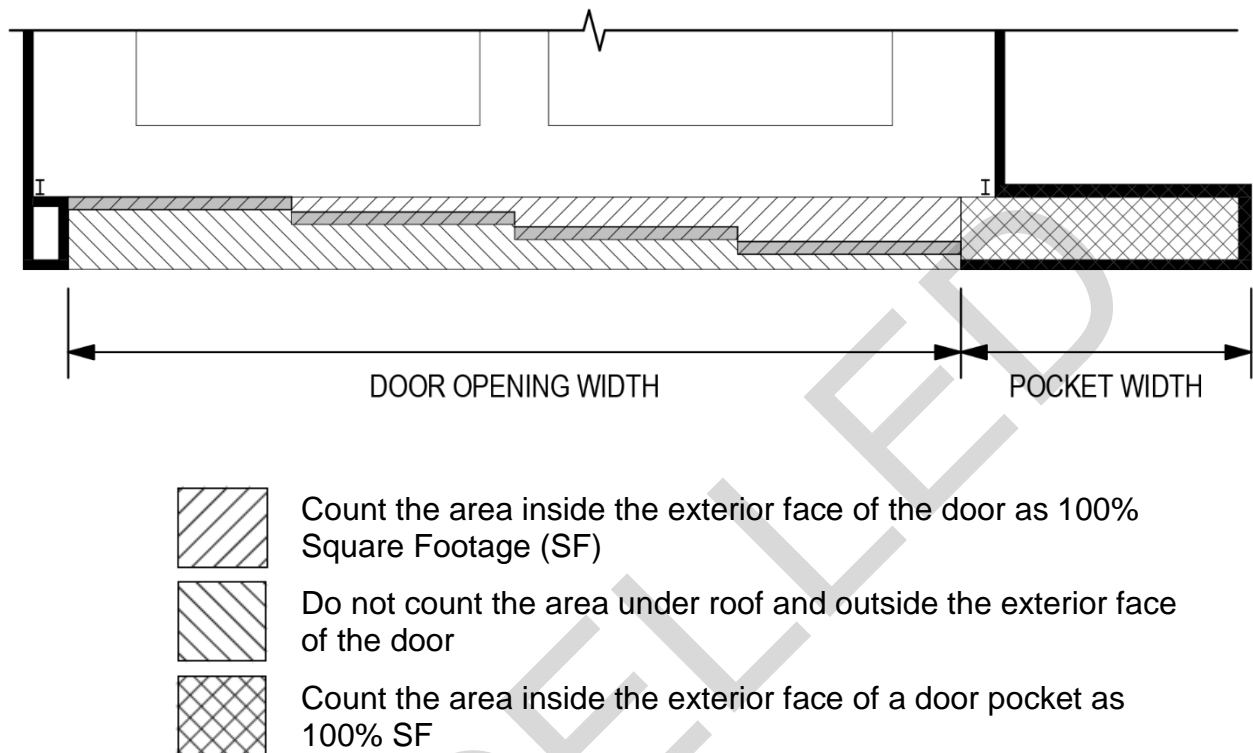 DOOR OPENING WIDTH
POCKET WIDTH
Count the area inside the exterior face of the door as 100%
Square Footage (SF)
Do not count the area under roof and outside the exterior face
of the door
Count the area inside the exterior face of a door pocket as
100% SF
ELLED